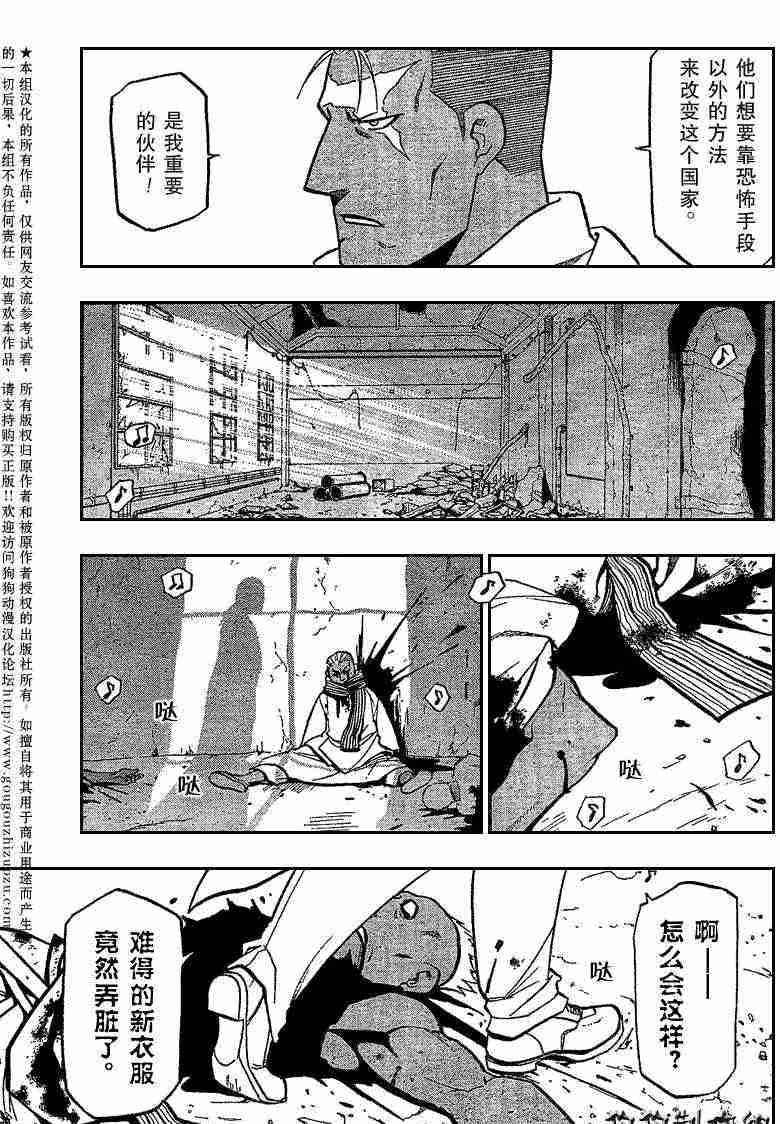 他们想要靠恐怖手段
以外的方法
来改变这个国家。
是我重要
的伙伴！
哒
哒
哒
啊——
怎么会这样？
哒
难得的新衣服
竟然弄脏了。
★本组汉化的所有作品，仅供网友交流参考试看，所有版权归原作者和被原作者授权的出版社所有。如擅自将其用于商业用途而产生
的一切后果，本组不负任何责任。如喜欢本作品，请支持购买正版!!欢迎访问狗狗动漫汉化论坛http://www.gougouzhizupzu.com